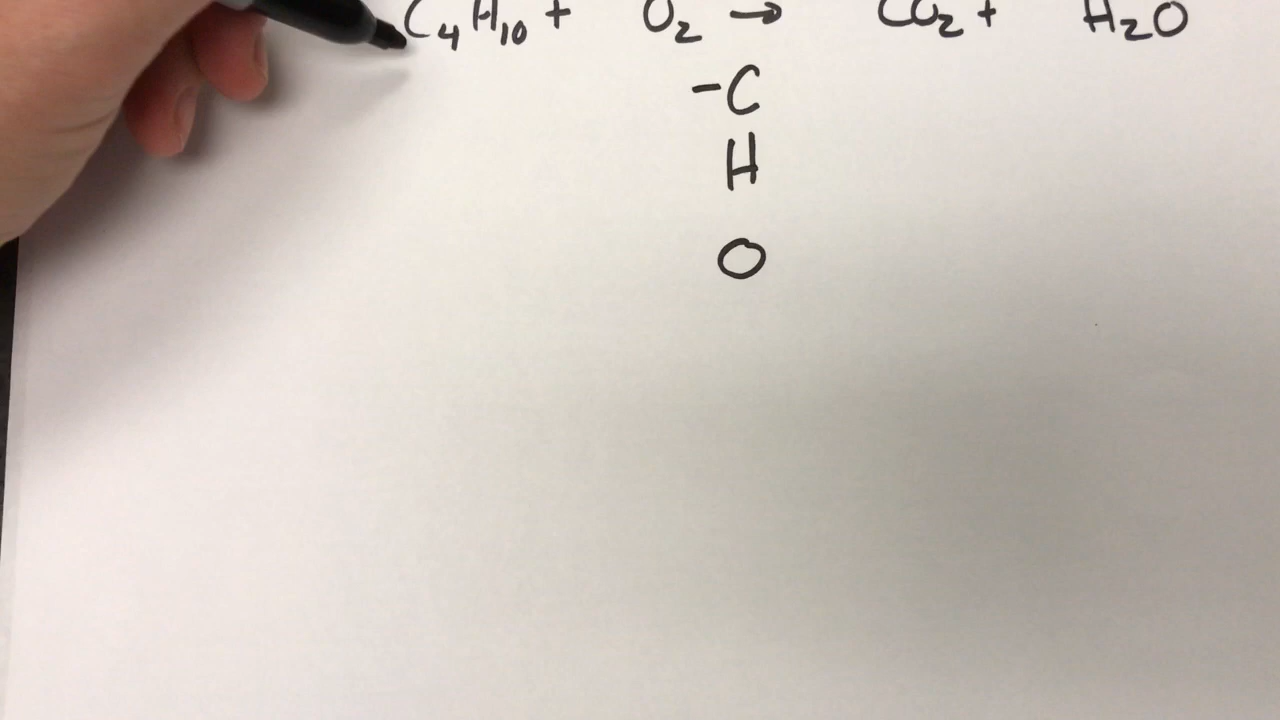 C₄H₁₀ + O₂ → CO₂ + H₂O
-C
H
O